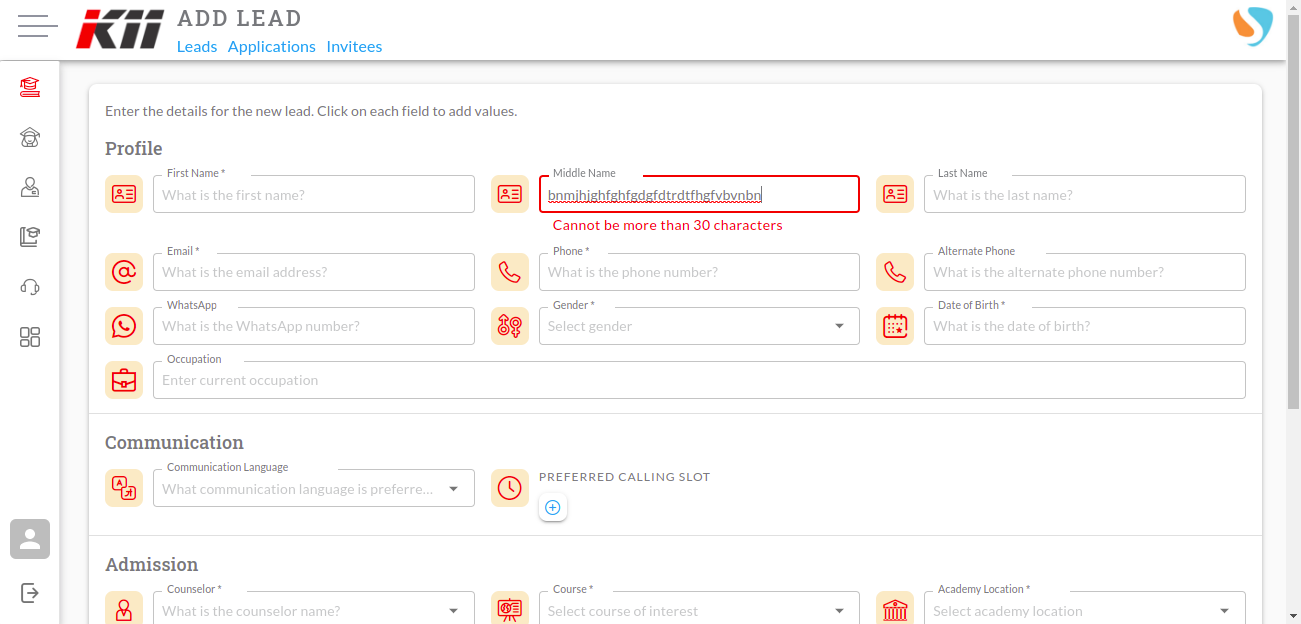 KII
ADD LEAD
Leads Applications Invitees
Enter the details for the new lead. Click on each field to add values.
Profile
First Name *
What is the first name?
Middle Name
bnmjhjghfghfgdgfdtrdtfhgfvbvnbn
Cannot be more than 30 characters
Last Name
What is the last name?
Email *
What is the email address?
Phone *
What is the phone number?
Alternate Phone
What is the alternate phone number?
WhatsApp
What is the WhatsApp number?
Gender *
Select gender
Date of Birth *
What is the date of birth?
Occupation
Enter current occupation
Communication
Communication Language
What communication language is preferre...
PREFERRED CALLING SLOT
Admission
Counselor *
What is the counselor name?
Course *
Select course of interest
Academy Location *
Select academy location